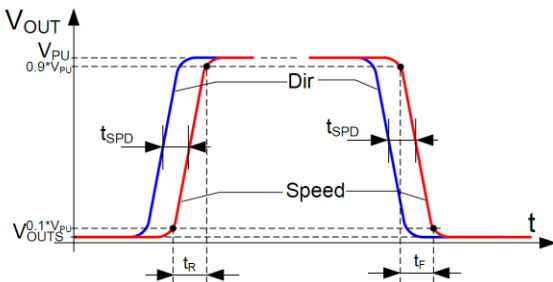 VOUT
VPU
0.9*VPU
Dir
tSPD
tSPD
Speed
0.1*VPU
VOUTS
t
tR
tF